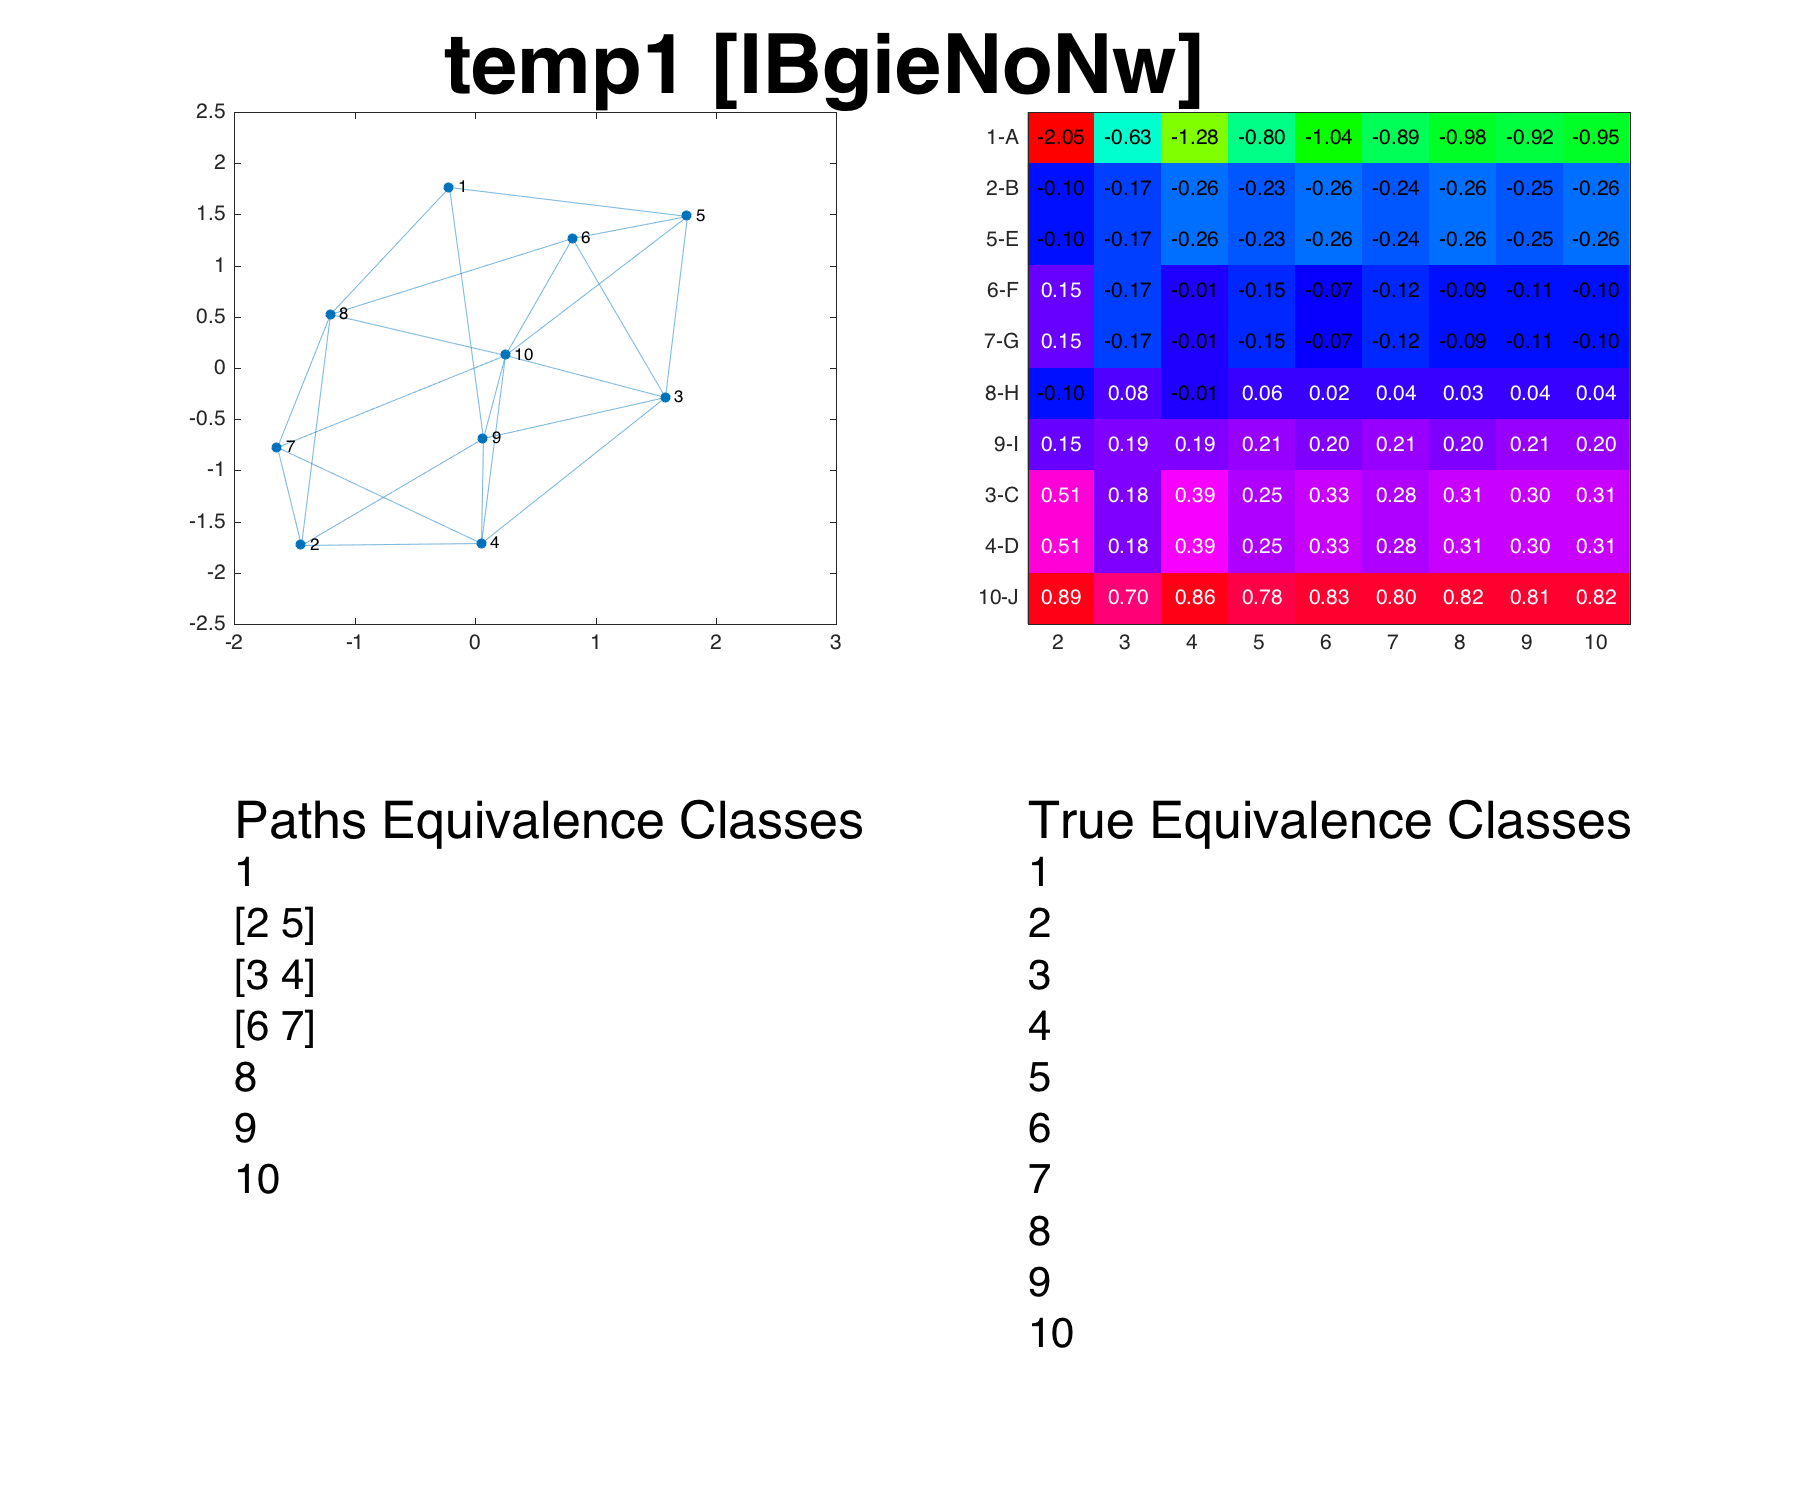 temp1 [IBgieNoNw]
2.5
2
1.5
1
0.5
0
-0.5
-1
-1.5
-2
-2.5
-2 -1 0 1 2 3
1
5
6
8
10
3
9
7
2
4
1-A -2.05 -0.63 -1.28 -0.80 -1.04 -0.89 -0.98 -0.92 -0.95
2-B -0.10 -0.17 -0.26 -0.23 -0.26 -0.24 -0.26 -0.25 -0.26
5-E -0.10 -0.17 -0.26 -0.23 -0.26 -0.24 -0.26 -0.25 -0.26
6-F 0.15 -0.17 -0.01 -0.15 -0.07 -0.12 -0.09 -0.11 -0.10
7-G 0.15 -0.17 -0.01 -0.15 -0.07 -0.12 -0.09 -0.11 -0.10
8-H -0.10 0.08 -0.01 0.06 0.02 0.04 0.03 0.04 0.04
9-I 0.15 0.19 0.19 0.21 0.20 0.21 0.20 0.21 0.20
3-C 0.51 0.18 0.39 0.25 0.33 0.28 0.31 0.30 0.31
4-D 0.51 0.18 0.39 0.25 0.33 0.28 0.31 0.30 0.31
10-J 0.89 0.70 0.86 0.78 0.83 0.80 0.82 0.81 0.82
2 3 4 5 6 7 8 9 10
Paths Equivalence Classes
1
[2 5]
[3 4]
[6 7]
8
9
10
True Equivalence Classes
1
2
3
4
5
6
7
8
9
10